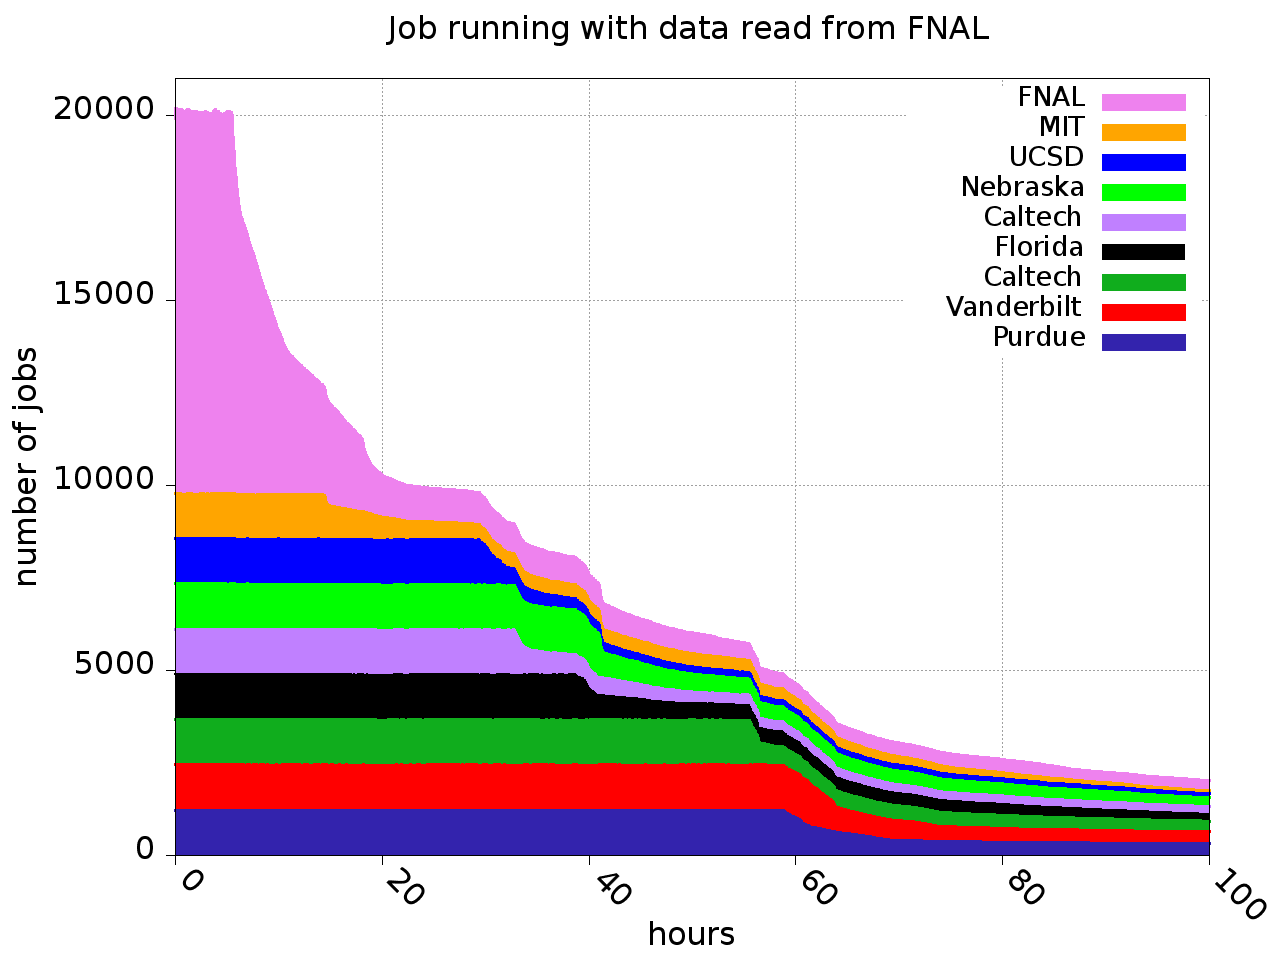 Job running with data read from FNAL
number of jobs
20000
15000
10000
5000
0
FNAL
MIT
UCSD
Nebraska
Caltech
Florida
Caltech
Vanderbilt
Purdue
0
20
40
60
80
100
hours